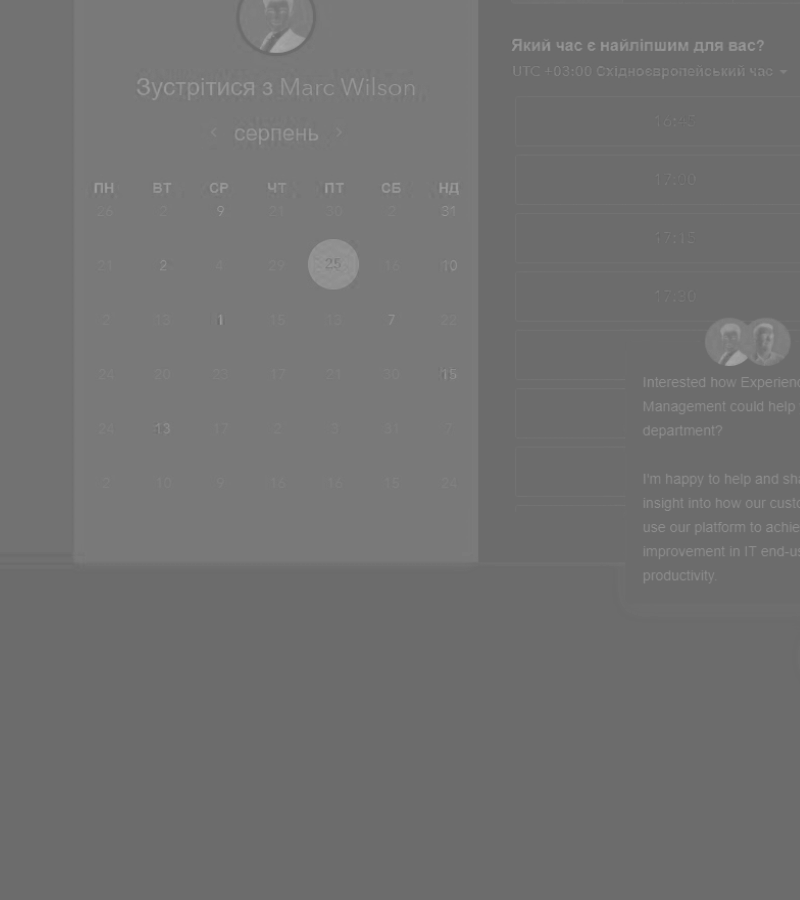 Зустрітися з Marc Wilson
серпень
ПН ВТ СР ЧТ ПТ СБ НД
26 2 9 21 30 2 31
21 2 4 29 25 16 10
2 13 1 15 13 7 22
24 20 23 17 21 30 15
24 13 17 2 3 31 7
2 10 9 15 16 15 24
Який час є найліпшим для вас?
UTC +03:00 Східноєвропейський час
16:45
17:00
17:15
17:30
Interested how Experienc
Management could help
department?
I'm happy to help and sha
insight into how our custo
use our platform to achie
improvement in IT end-us
productivity.